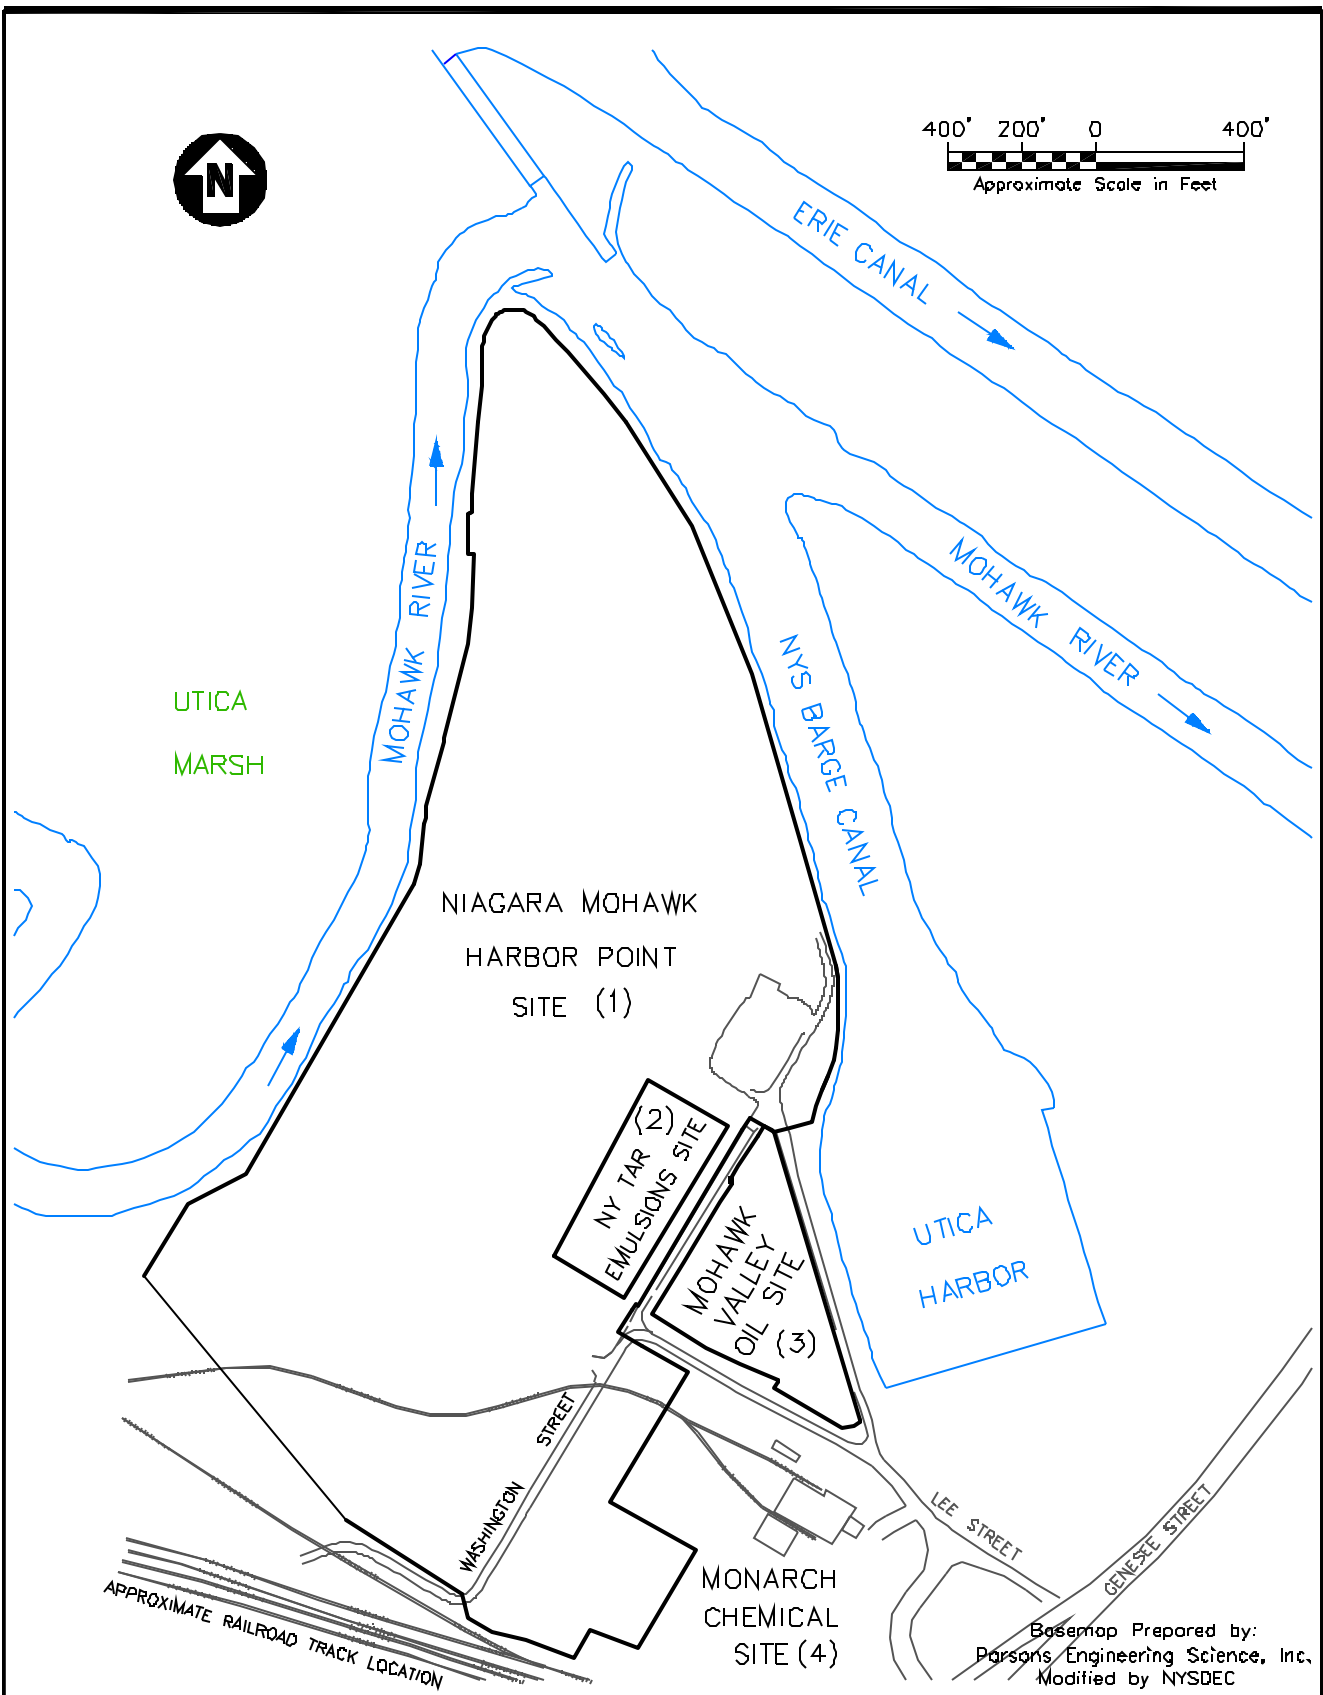 400' 200' 0 400'
Approximate Scale in Feet
N
ERIE CANAL
MOHAWK RIVER
MOHAWK RIVER
UTICA
MARSH
NYS BARGE CANAL
NIAGARA MOHAWK
HARBOR POINT
SITE (1)
(2)
NY TAR
EMULSIONS SITE
MOHAWK
VALLEY
OIL SITE
(3)
UTICA
HARBOR
WASHINGTON STREET
LEE STREET
GENESEE STREET
APPROXIMATE RAILROAD TRACK LOCATION
MONARCH
CHEMICAL
SITE (4)
Basemap Prepared by:
Parsons Engineering Science, Inc.
Modified by NYSDEC